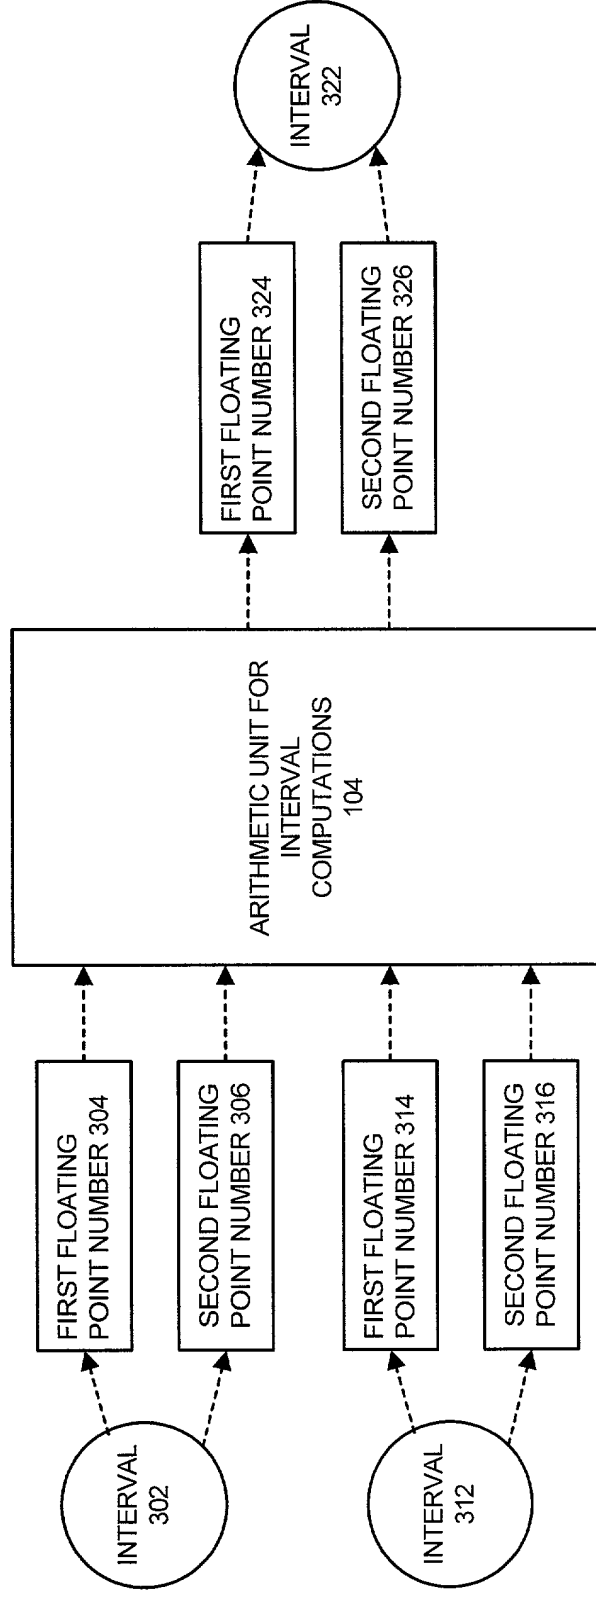 INTERVAL
302
FIRST FLOATING
POINT NUMBER 304
SECOND FLOATING
POINT NUMBER 306
INTERVAL
312
FIRST FLOATING
POINT NUMBER 314
SECOND FLOATING
POINT NUMBER 316
ARITHMETIC UNIT FOR
INTERVAL
COMPUTATIONS
104
FIRST FLOATING
POINT NUMBER 324
SECOND FLOATING
POINT NUMBER 326
INTERVAL
322